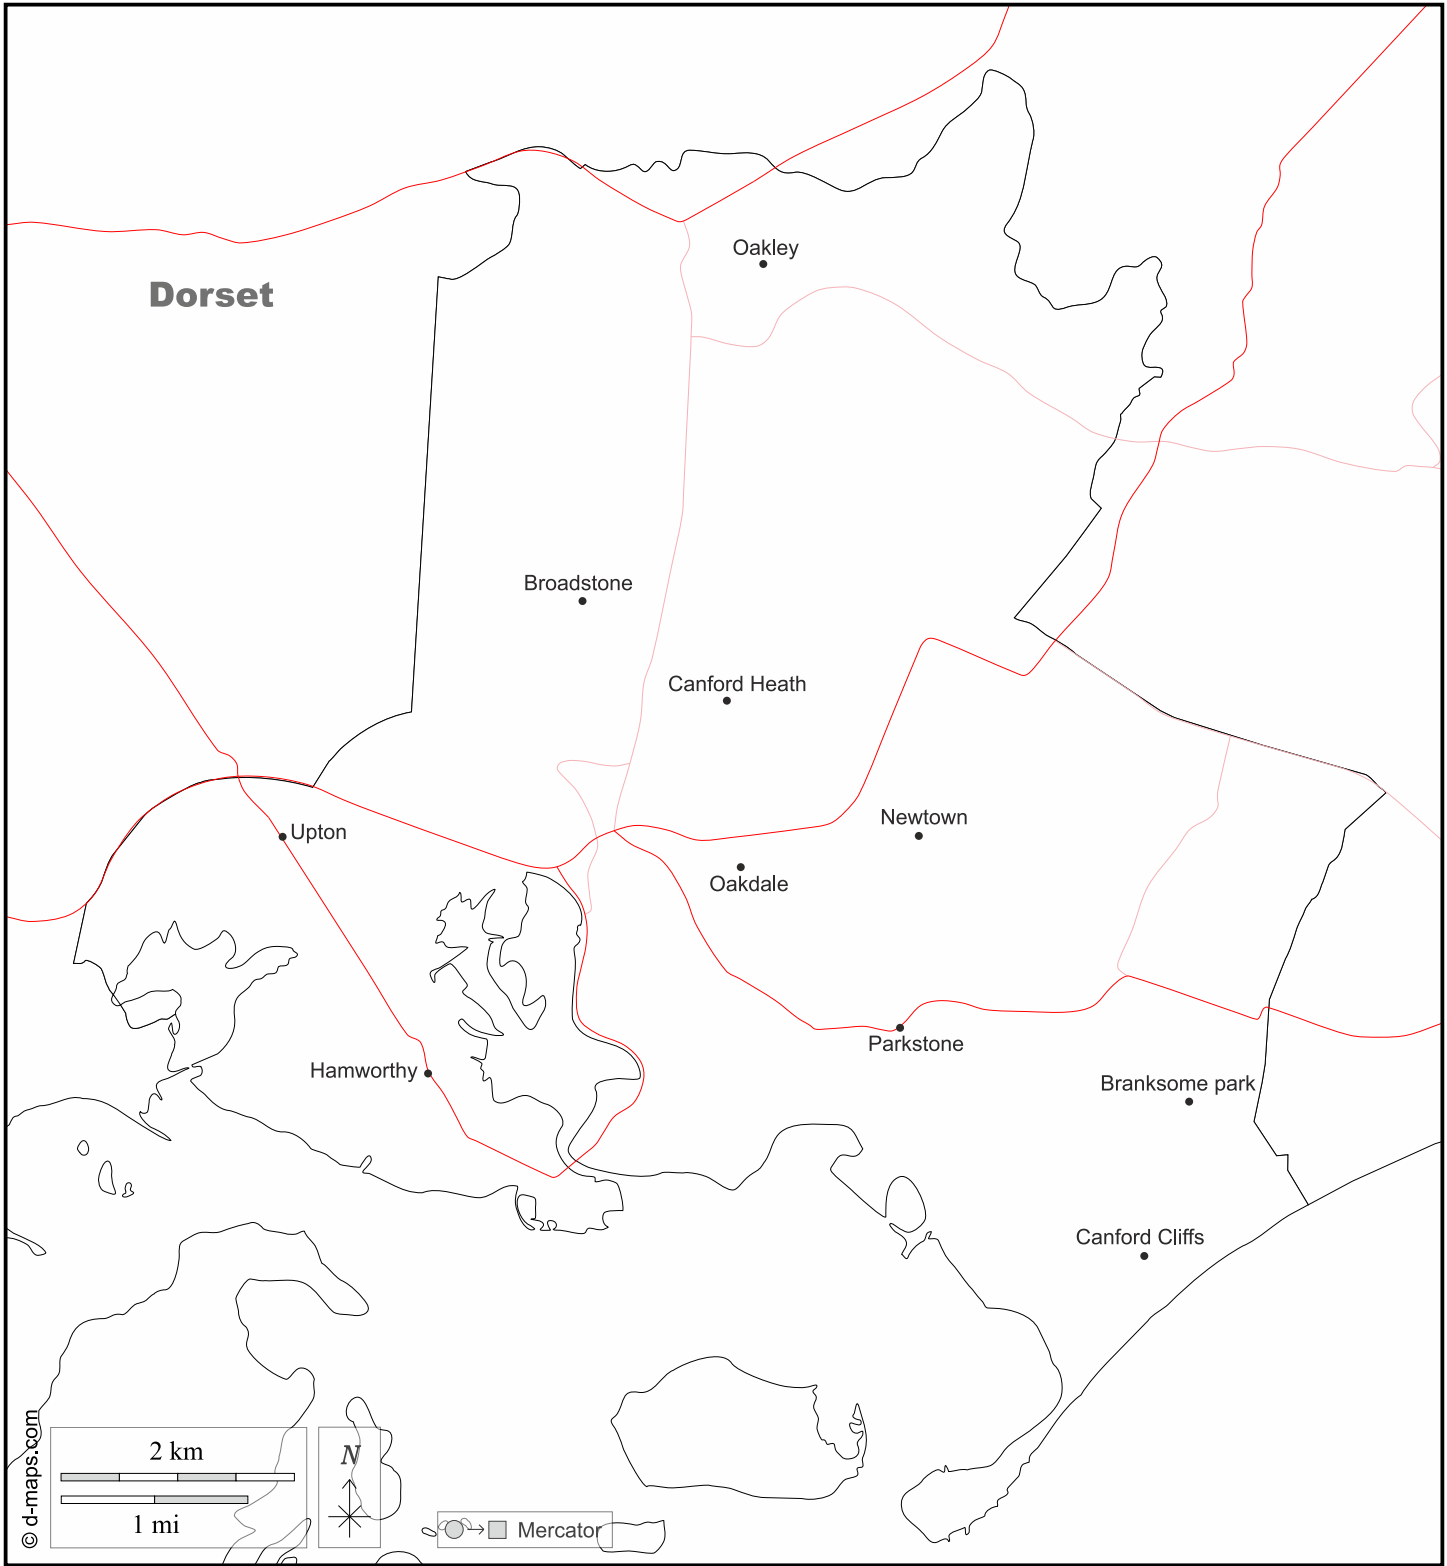 Oakley
Dorset
Broadstone
Canford Heath
Newtown
Upton
Oakdale
Parkstone
Hamworthy
Branksome park
Canford Cliffs
© d-maps.com
2 km
1 mi
N
Mercator